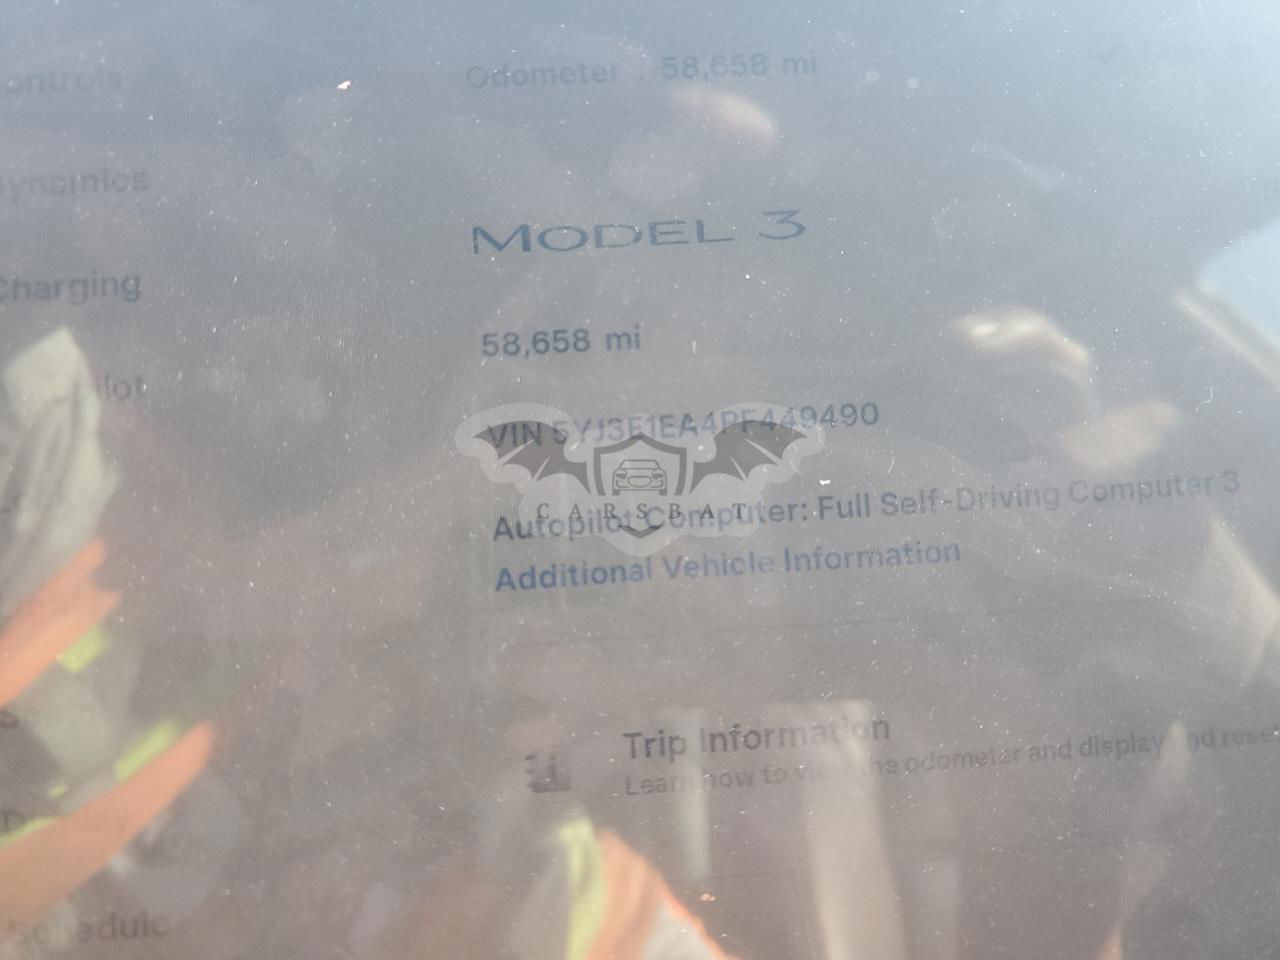 Controls
Odometer : 58,658 mi
Dynamics
MODEL 3
Charging
58,658 mi
VIN 5YJ3E1EA4PF449490
CARSBAT
Autopilot Computer: Full Self-Driving Computer 3
Additional Vehicle Information
Trip Information
Learn how to view the odometer and display and rese
Display
Schedule